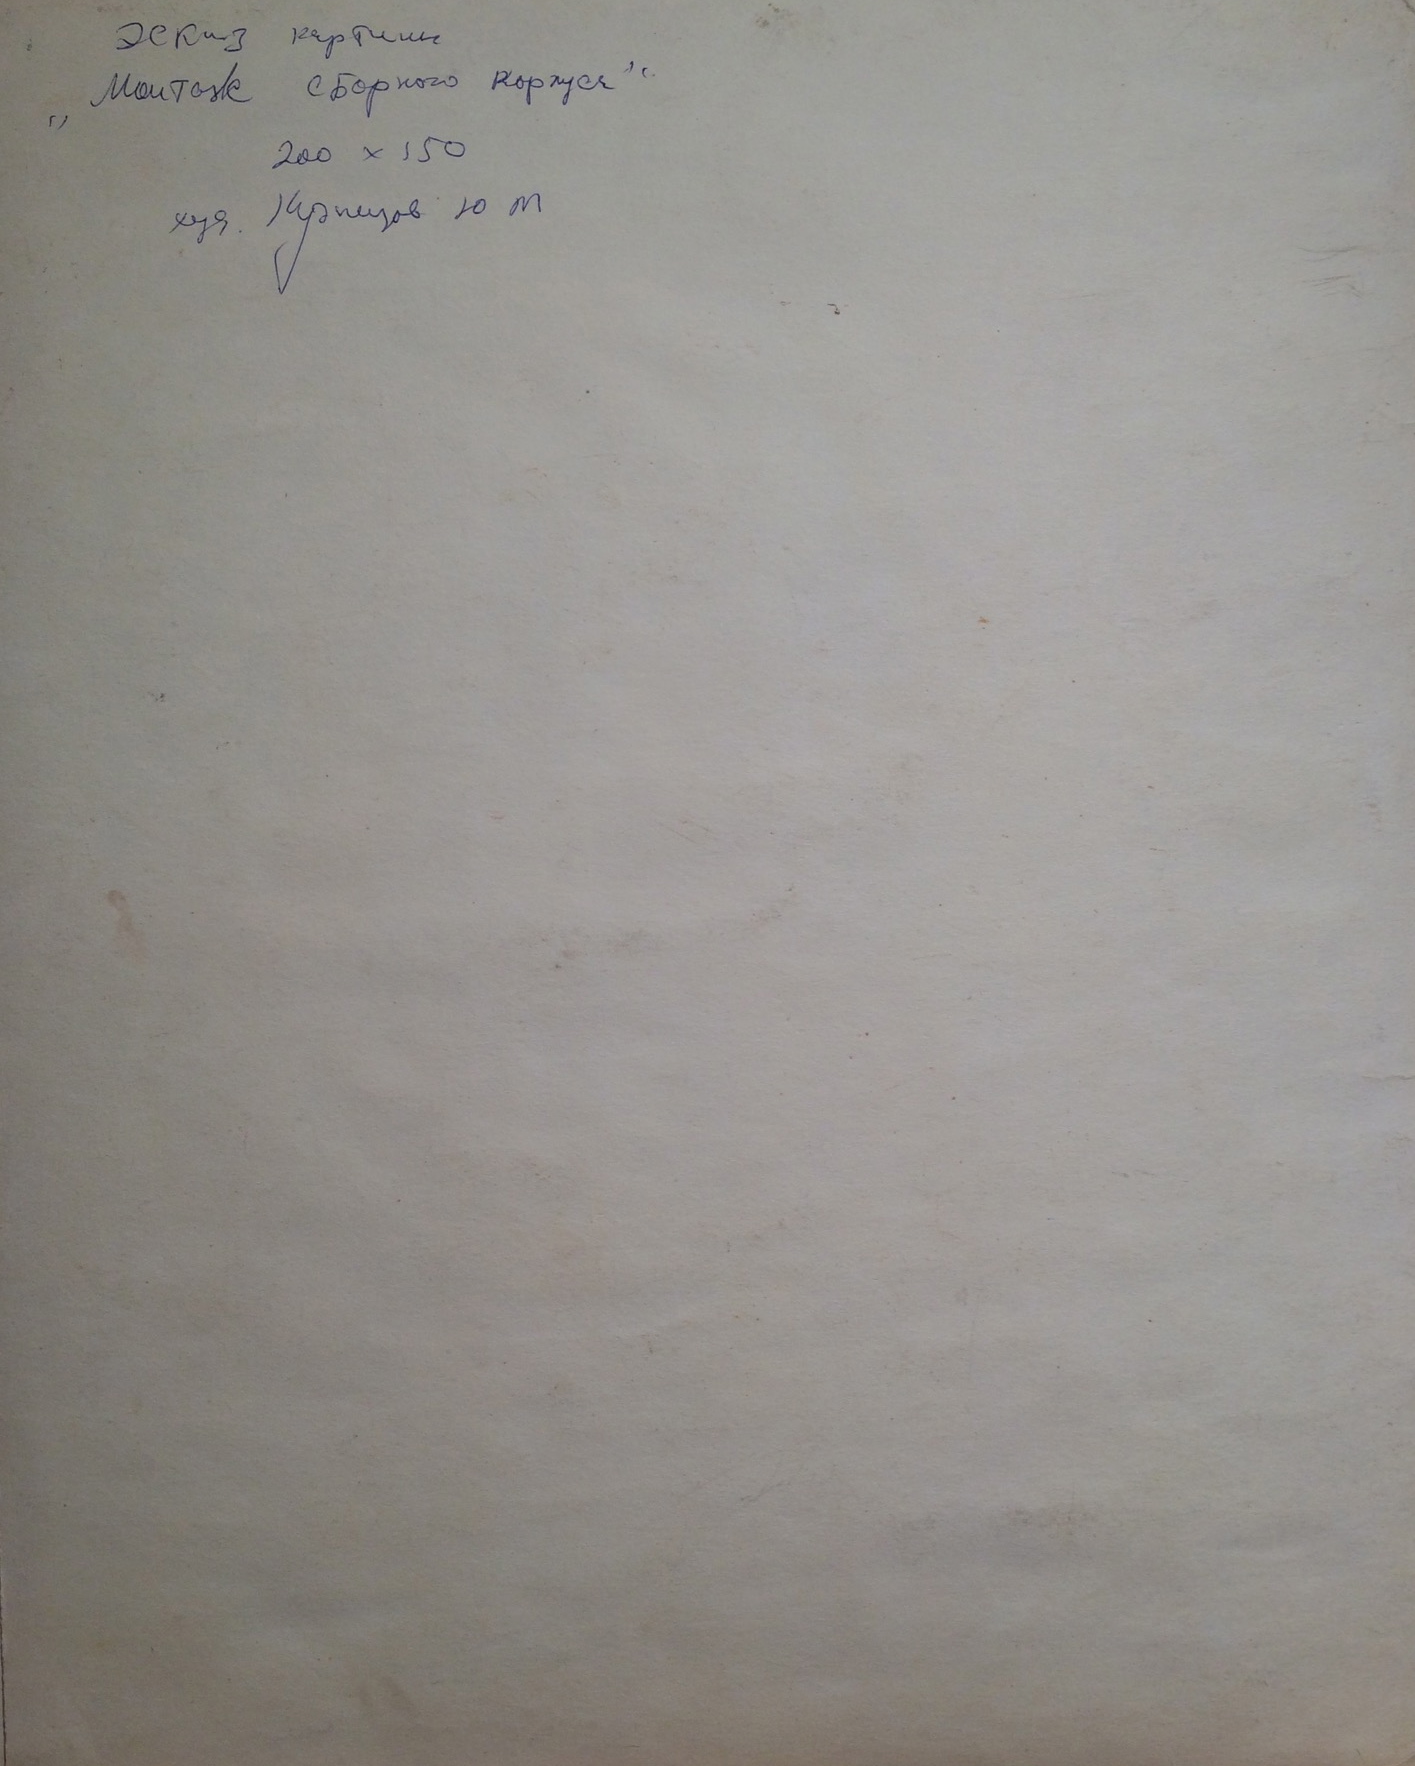 Эскиз картины
„Монтаж сборного корпуса“
200 x 150
худ. Кузнецов Ю М